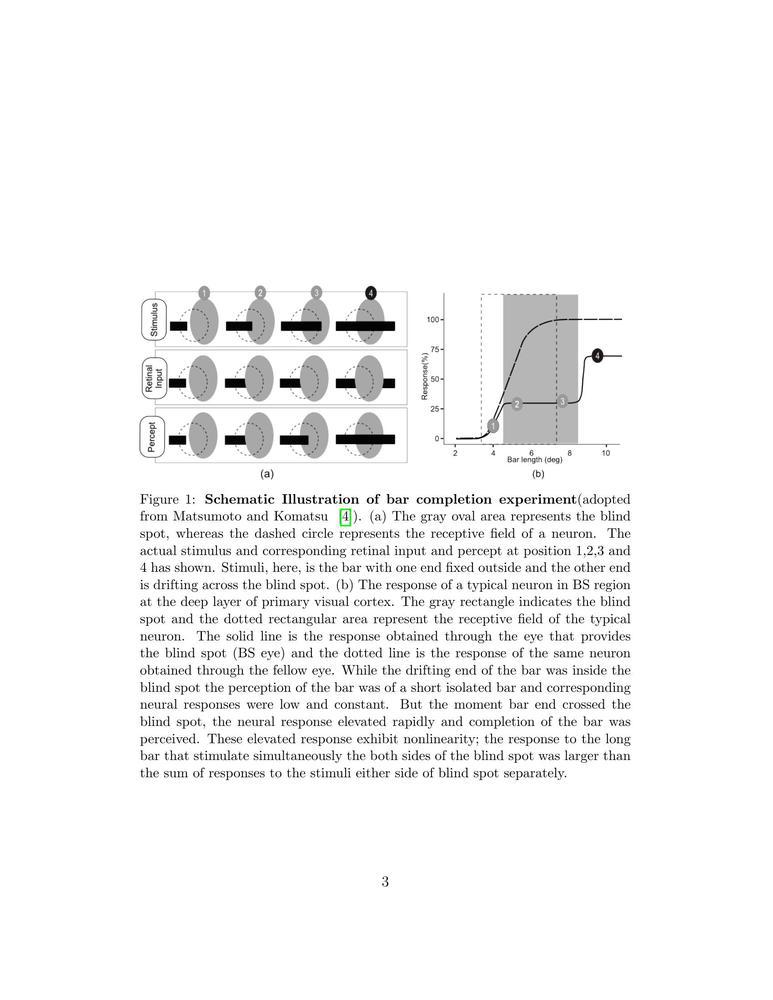 1 2 3 4
Stimulus
Retinal
Input
Percept
(a)
100
75
50
25
0
Response(%)
1
2
3
4
2 4 6 8 10
Bar length (deg)
(b)
Figure 1: Schematic Illustration of bar completion experiment(adopted
from Matsumoto and Komatsu [4]). (a) The gray oval area represents the blind
spot, whereas the dashed circle represents the receptive field of a neuron. The
actual stimulus and corresponding retinal input and percept at position 1,2,3 and
4 has shown. Stimuli, here, is the bar with one end fixed outside and the other end
is drifting across the blind spot. (b) The response of a typical neuron in BS region
at the deep layer of primary visual cortex. The gray rectangle indicates the blind
spot and the dotted rectangular area represent the receptive field of the typical
neuron. The solid line is the response obtained through the eye that provides
the blind spot (BS eye) and the dotted line is the response of the same neuron
obtained through the fellow eye. While the drifting end of the bar was inside the
blind spot the perception of the bar was of a short isolated bar and corresponding
neural responses were low and constant. But the moment bar end crossed the
blind spot, the neural response elevated rapidly and completion of the bar was
perceived. These elevated response exhibit nonlinearity; the response to the long
bar that stimulate simultaneously the both sides of the blind spot was larger than
the sum of responses to the stimuli either side of blind spot separately.
3